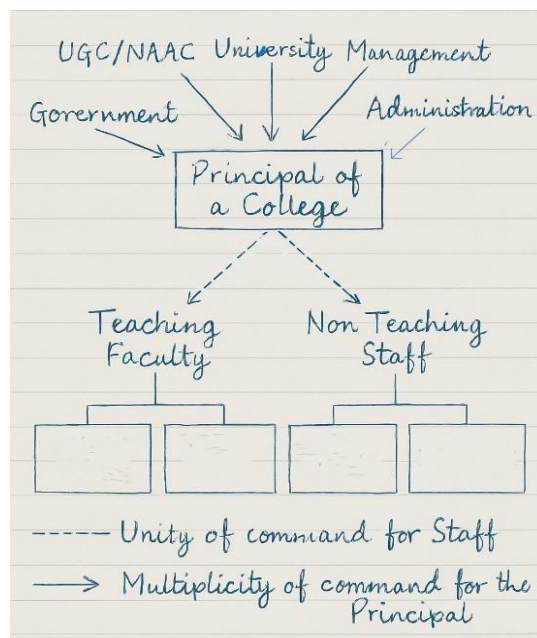 UGC/NAAC University Management
Government Administration
Principal of
a College
Teaching Non Teaching
Faculty Staff
Unity of command for Staff
Multiplicity of command for the
Principal